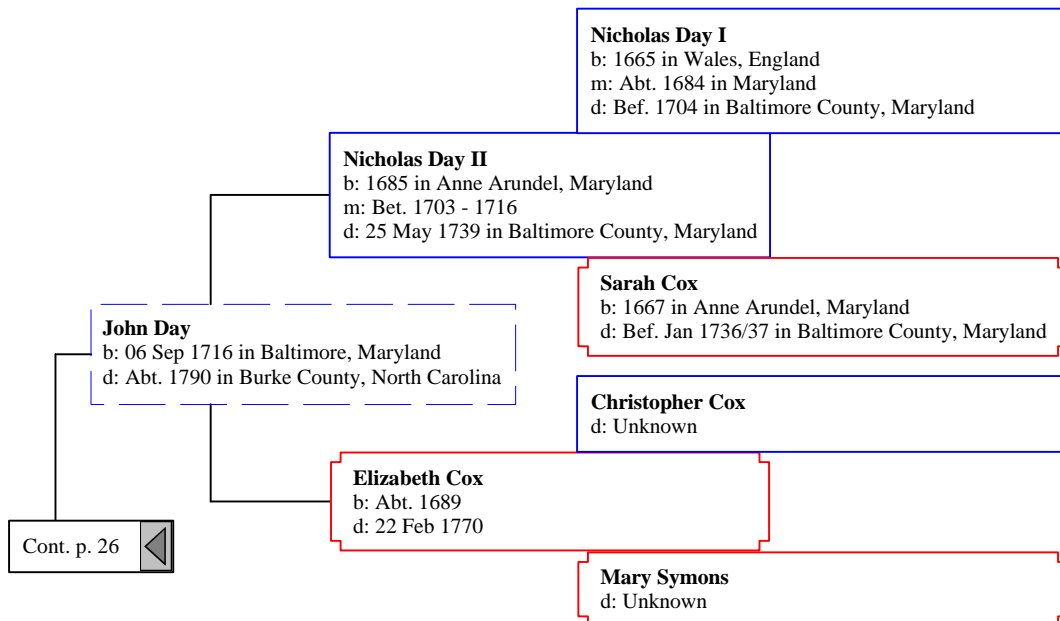 Nicholas Day I
b: 1665 in Wales, England
m: Abt. 1684 in Maryland
d: Bef. 1704 in Baltimore County, Maryland
Nicholas Day II
b: 1685 in Anne Arundel, Maryland
m: Bet. 1703 - 1716
d: 25 May 1739 in Baltimore County, Maryland
Sarah Cox
b: 1667 in Anne Arundel, Maryland
d: Bef. Jan 1736/37 in Baltimore County, Maryland
John Day
b: 06 Sep 1716 in Baltimore, Maryland
d: Abt. 1790 in Burke County, North Carolina
Christopher Cox
d: Unknown
Elizabeth Cox
b: Abt. 1689
d: 22 Feb 1770
Cont. p. 26
Mary Symons
d: Unknown